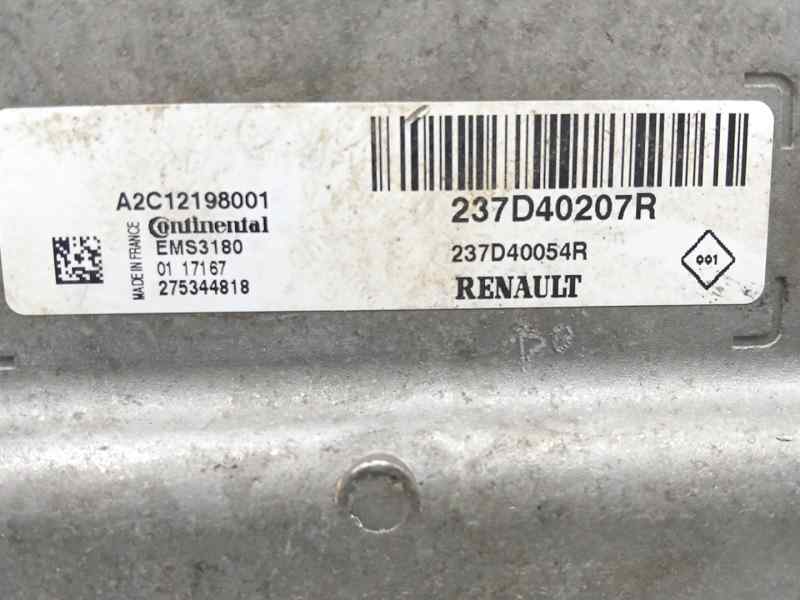 A2C12198001
Continental
EMS3180
01 17167
275344818
MADE IN FRANCE
237D40207R
237D40054R
RENAULT
001